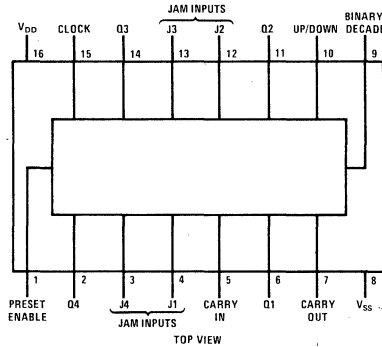 JAM INPUTS
VDD CLOCK Q3 J3 J2 Q2 UP/DOWN BINARY DECADE
16 15 14 13 12 11 10 9
1 2 3 4 5 6 7 8
PRESET ENABLE Q4 J4 J1 CARRY IN Q1 CARRY OUT VSS
JAM INPUTS
TOP VIEW